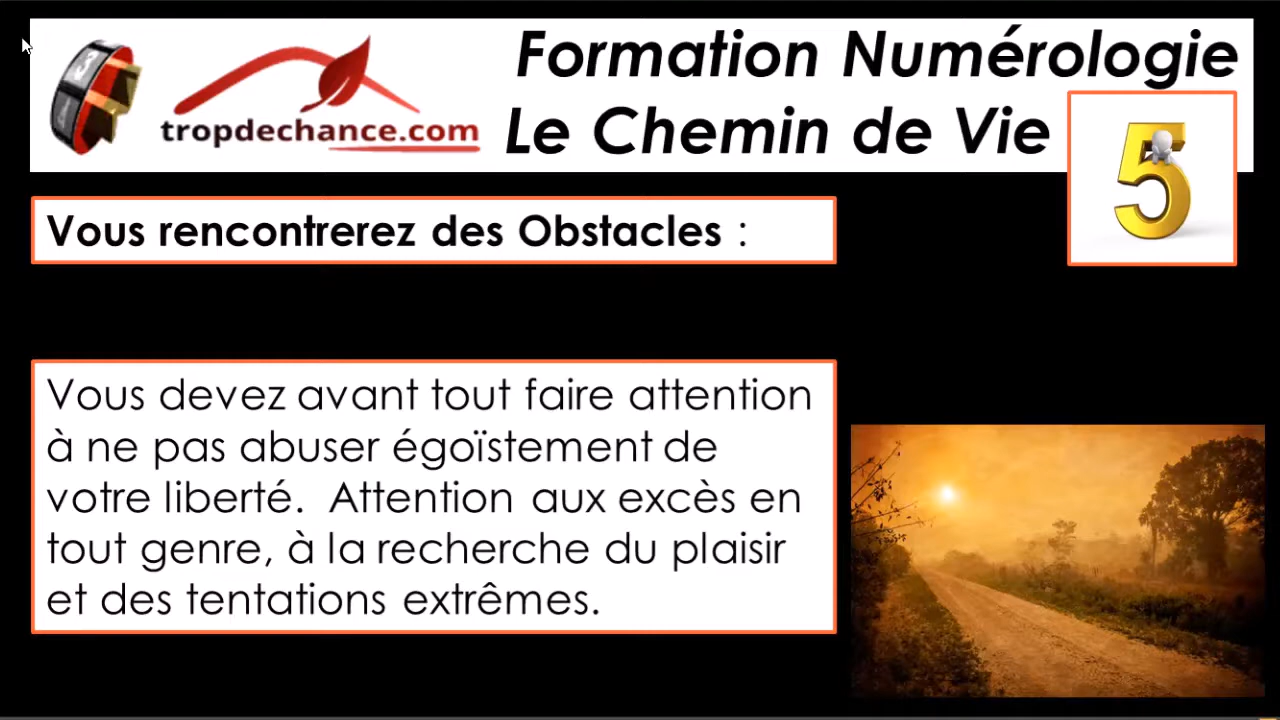 Formation Numérologie
Le Chemin de Vie
tropdechance.com
3
5
Vous rencontrerez des Obstacles :
Vous devez avant tout faire attention
à ne pas abuser égoïstement de
votre liberté. Attention aux excès en
tout genre, à la recherche du plaisir
et des tentations extrêmes.